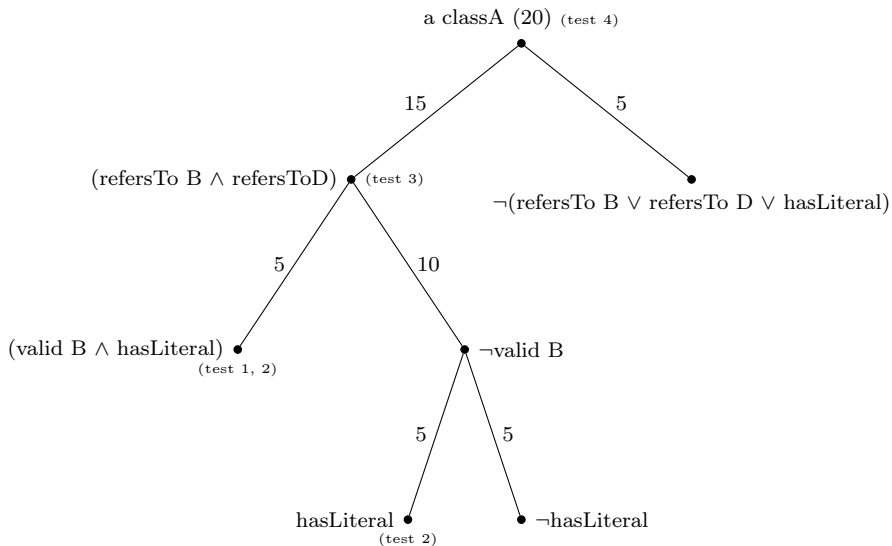 a classA (20) (test 4)
15
5
(refersTo B ∧ refersToD) (test 3)
¬(refersTo B ∨ refersTo D ∨ hasLiteral)
5
10
(valid B ∧ hasLiteral)
(test 1, 2)
¬valid B
5
5
hasLiteral
(test 2)
¬hasLiteral